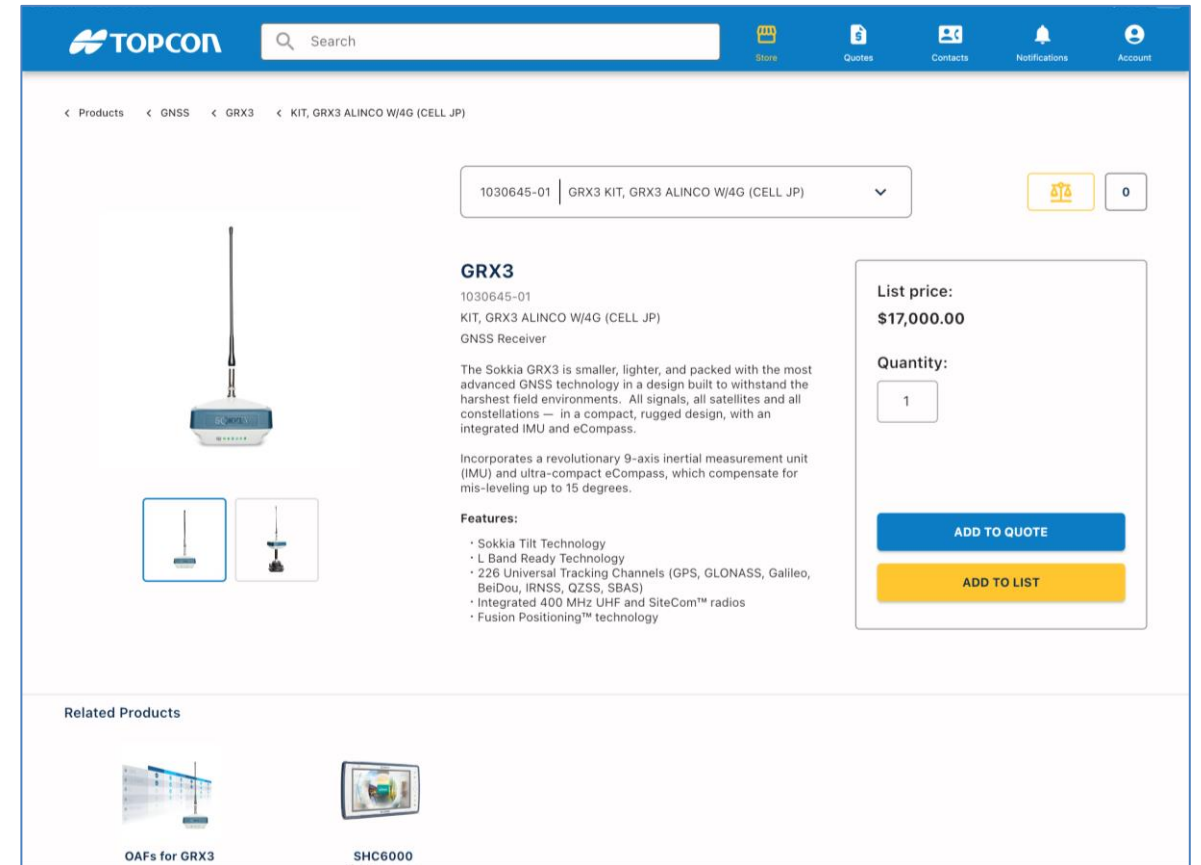 TOPCON
Search
Store
Quotes
Contacts
Notifications
Account
< Products < GNSS < GRX3 < KIT, GRX3 ALINCO W/4G (CELL JP)
1030645-01 | GRX3 KIT, GRX3 ALINCO W/4G (CELL JP)
0
SOKKIA
GRX3
1030645-01
KIT, GRX3 ALINCO W/4G (CELL JP)
GNSS Receiver
The Sokkia GRX3 is smaller, lighter, and packed with the most
advanced GNSS technology in a design built to withstand the
harshest field environments.  All signals, all satellites and all
constellations — in a compact, rugged design, with an
integrated IMU and eCompass.
Incorporates a revolutionary 9-axis inertial measurement unit
(IMU) and ultra-compact eCompass, which compensate for
mis-leveling up to 15 degrees.
Features:
· Sokkia Tilt Technology
· L Band Ready Technology
· 226 Universal Tracking Channels (GPS, GLONASS, Galileo,
BeiDou, IRNSS, QZSS, SBAS)
· Integrated 400 MHz UHF and SiteCom™ radios
· Fusion Positioning™ technology
List price:
$17,000.00
Quantity:
1
ADD TO QUOTE
ADD TO LIST
Related Products
OAFs for GRX3
SHC6000